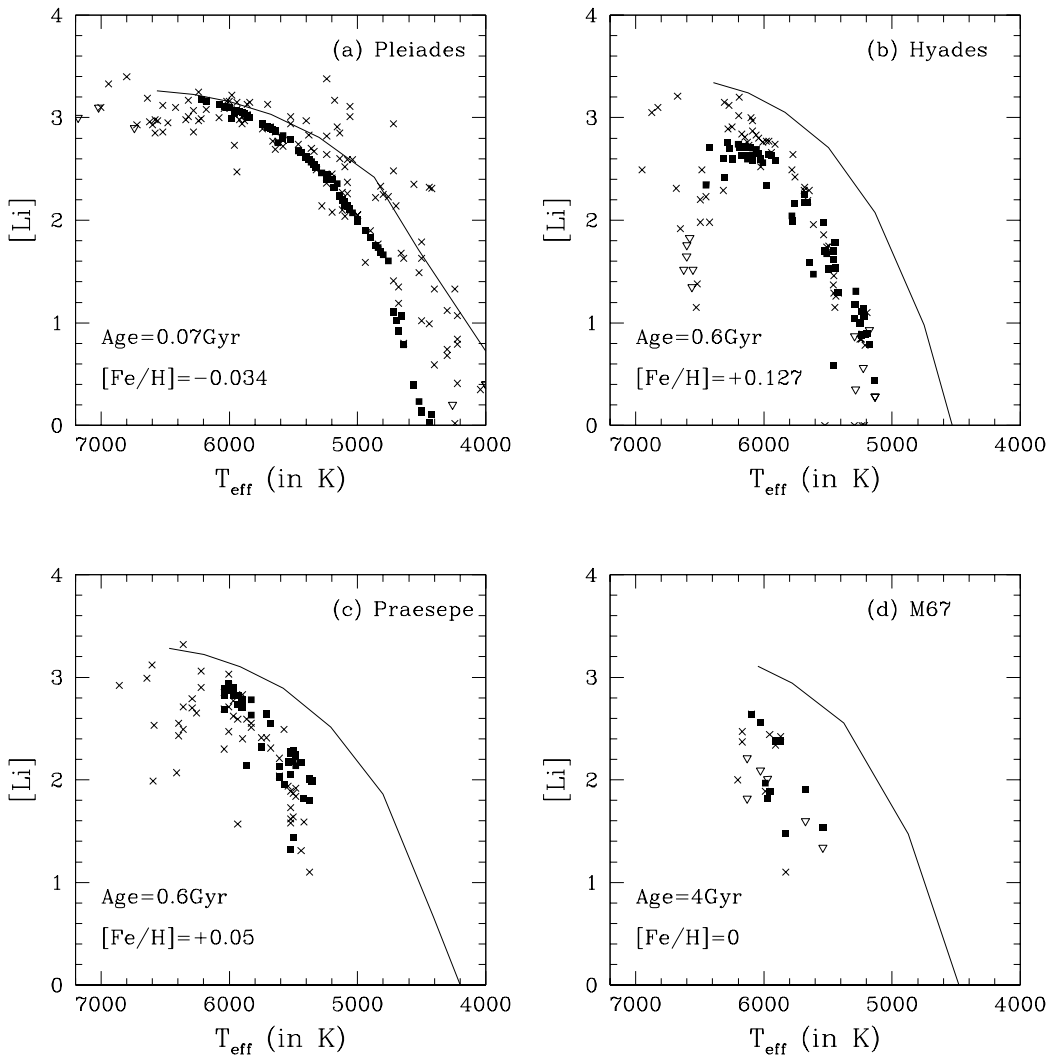 (a) Pleiades
[Li]
4
3
2
1
0
Age=0.07Gyr
[Fe/H]=−0.034
7000 6000 5000 4000
T_eff (in K)
(b) Hyades
[Li]
4
3
2
1
0
Age=0.6Gyr
[Fe/H]=+0.127
7000 6000 5000 4000
T_eff (in K)
(c) Praesepe
[Li]
4
3
2
1
0
Age=0.6Gyr
[Fe/H]=+0.05
7000 6000 5000 4000
T_eff (in K)
(d) M67
[Li]
4
3
2
1
0
Age=4Gyr
[Fe/H]=0
7000 6000 5000 4000
T_eff (in K)